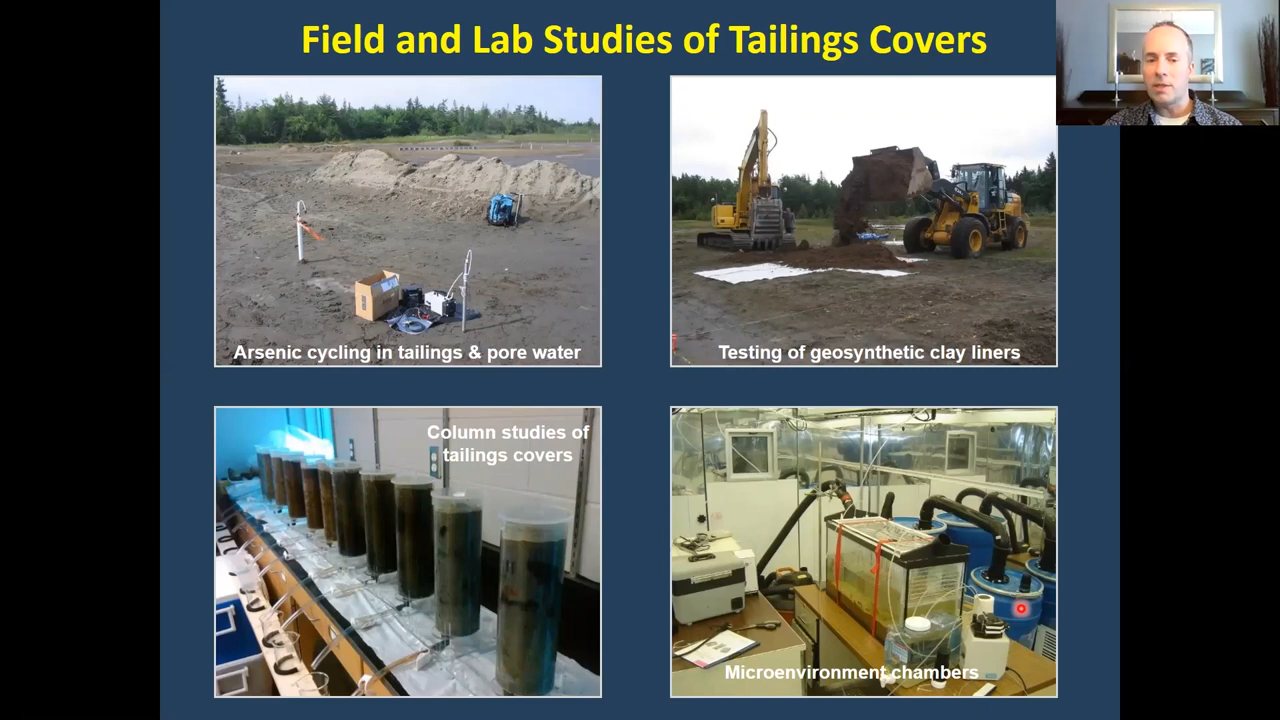 Field and Lab Studies of Tailings Covers
Arsenic cycling in tailings & pore water
Testing of geosynthetic clay liners
Column studies of
tailings covers
Microenvironment chambers